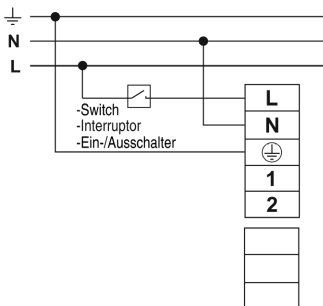 N
L
-Switch
-Interruptor
-Ein-/Ausschalter
L
N
1
2